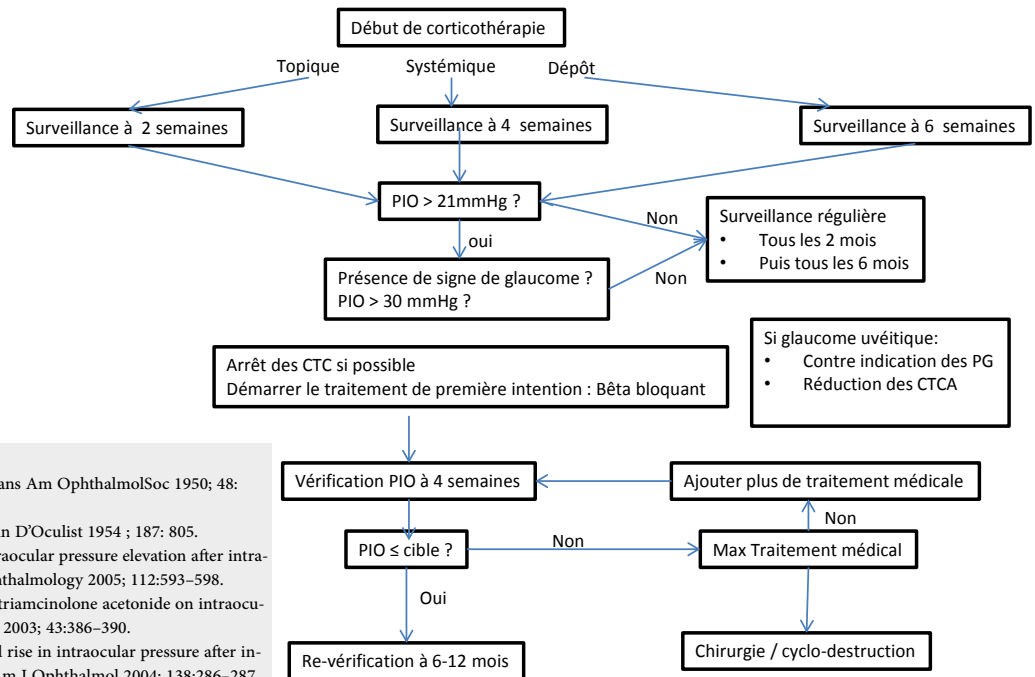 Début de corticothérapie
Topique
Systémique
Dépôt
Surveillance à 2 semaines
Surveillance à 4 semaines
Surveillance à 6 semaines
PIO > 21mmHg ?
Non
oui
Surveillance régulière
• Tous les 2 mois
• Puis tous les 6 mois
Présence de signe de glaucome ?
PIO > 30 mmHg ?
Non
Si glaucome uvéitique:
• Contre indication des PG
• Réduction des CTCA
Arrêt des CTC si possible
Démarrer le traitement de première intention : Bêta bloquant
Vérification PIO à 4 semaines
Ajouter plus de traitement médicale
Non
PIO ≤ cible ?
Non
Max Traitement médical
Oui
Re-vérification à 6-12 mois
Chirurgie / cyclo-destruction
ans Am OphthalmolSoc 1950; 48:
n D'Oculist 1954 ; 187: 805.
raocular pressure elevation after intra-
hthalmology 2005; 112:593–598.
triamcinolone acetonide on intraocu-
2003; 43:386–390.
l rise in intraocular pressure after in-
m J Ophthalmol 2004; 138:286–287